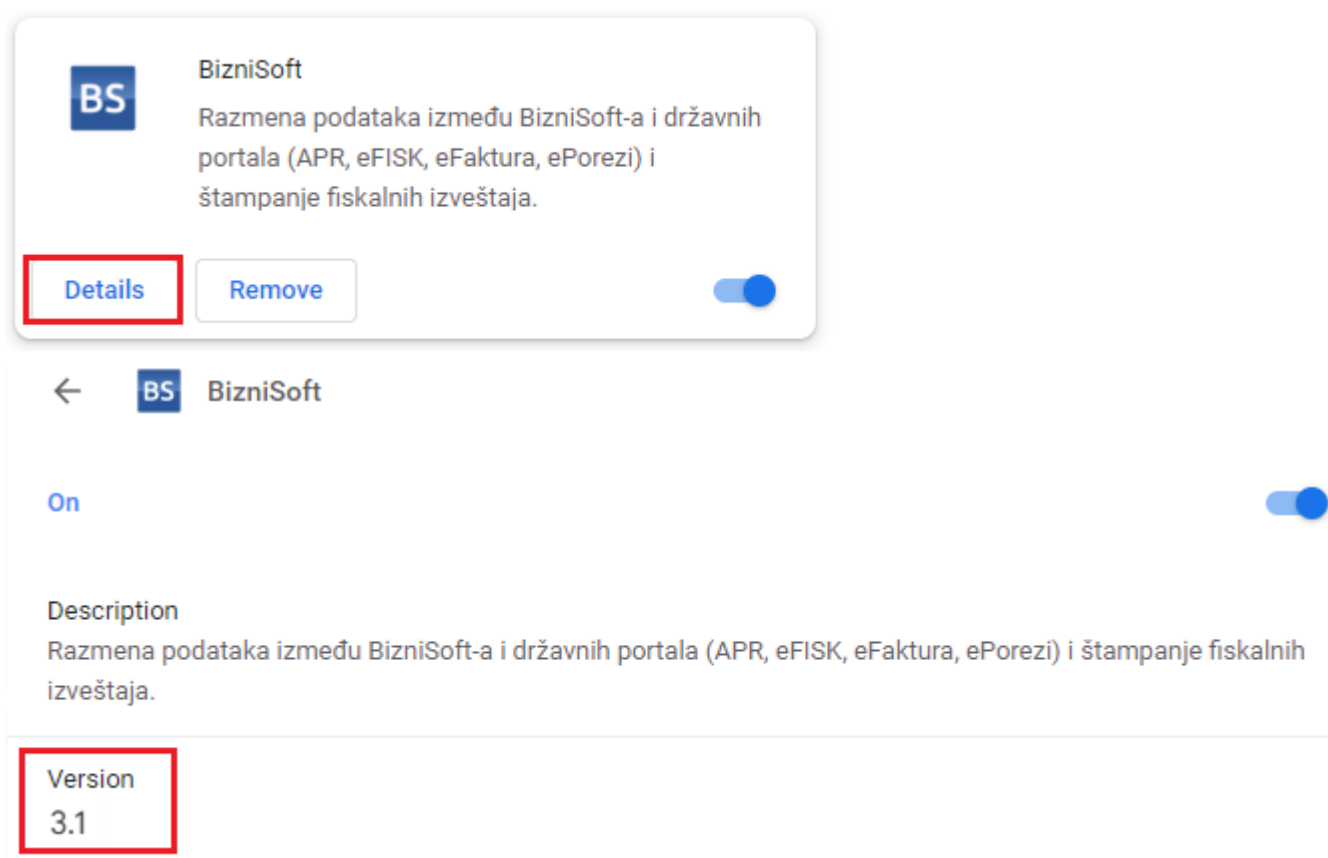 BS
BizniSoft
Razmena podataka između BizniSoft-a i državnih
portala (APR, eFISK, eFaktura, ePorezi) i
štampanje fiskalnih izveštaja.
Details
Remove
BS
BizniSoft
On
Description
Razmena podataka između BizniSoft-a i državnih portala (APR, eFISK, eFaktura, ePorezi) i štampanje fiskalnih
izveštaja.
Version
3.1